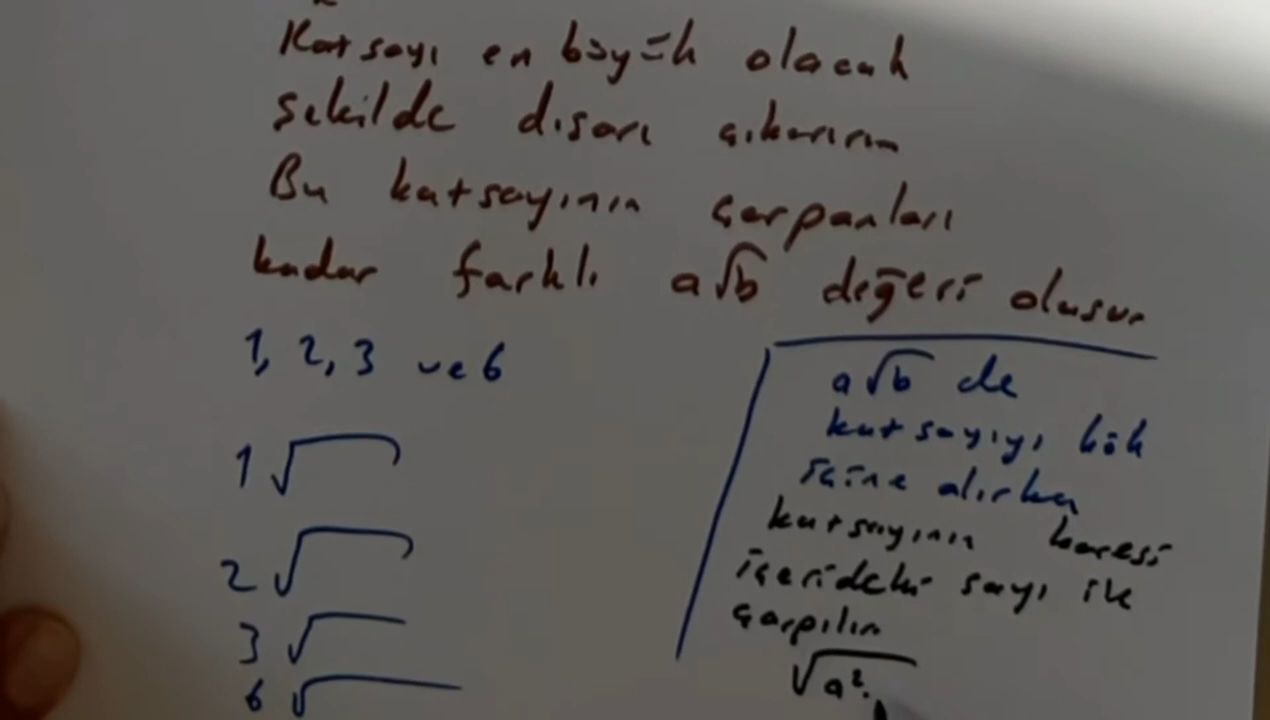 Katsayı en büyük olacak
şekilde dışarı çıkarırım
Bu katsayının çarpanları
kadar farklı a√b değeri oluşur
1, 2, 3 ve 6
1√
2√
3√
6√
a√b de
katsayıyı kök
içine alırken
katsayının karesi
içerideki sayı ile
çarpılır
√a².